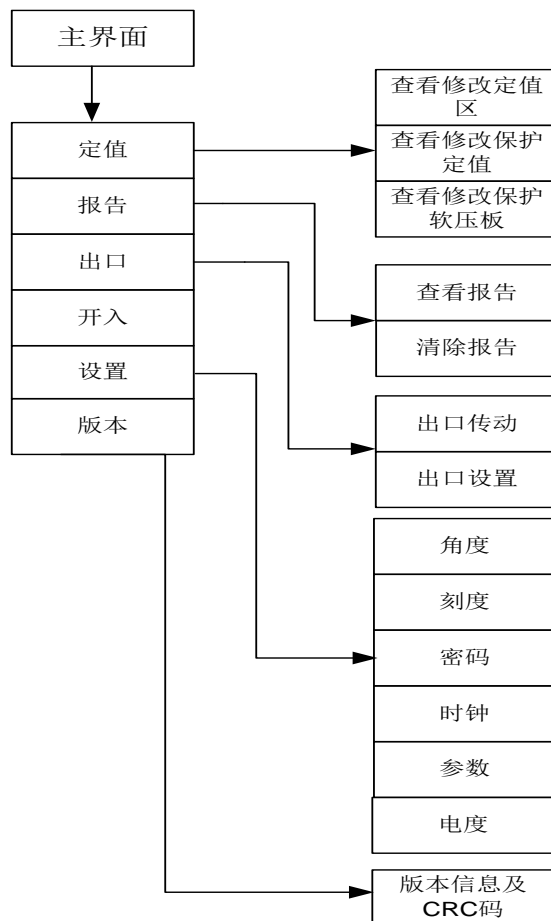 主界面
定值
报告
出口
开入
设置
版本
查看修改定值
区
查看修改保护
定值
查看修改保护
软压板
查看报告
清除报告
出口传动
出口设置
角度
刻度
密码
时钟
参数
电度
版本信息及
CRC码